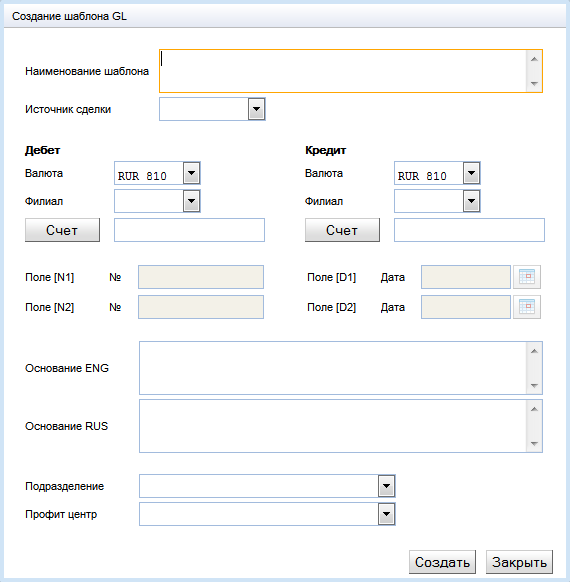 Создание шаблона GL
Наименование шаблона
Источник сделки
Дебет Кредит
Валюта RUR 810 Валюта RUR 810
Филиал Филиал
Счет Счет
Поле [N1] № Поле [D1] Дата
Поле [N2] № Поле [D2] Дата
Основание ENG
Основание RUS
Подразделение
Профит центр
Создать Закрыть